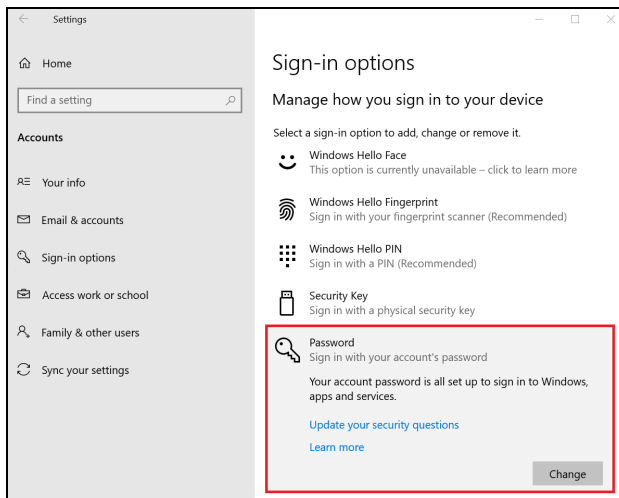 Settings
Home
Find a setting
Accounts
Your info
Email & accounts
Sign-in options
Access work or school
Family & other users
Sync your settings
Sign-in options
Manage how you sign in to your device
Select a sign-in option to add, change or remove it.
Windows Hello Face
This option is currently unavailable – click to learn more
Windows Hello Fingerprint
Sign in with your fingerprint scanner (Recommended)
Windows Hello PIN
Sign in with a PIN (Recommended)
Security Key
Sign in with a physical security key
Password
Sign in with your account's password
Your account password is all set up to sign in to Windows,
apps and services.
Update your security questions
Learn more
Change